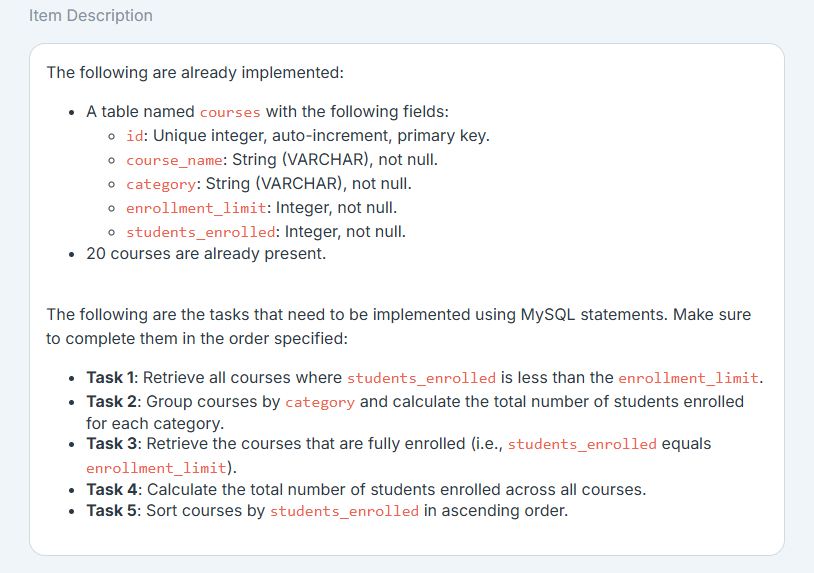 Item Description
The following are already implemented:
• A table named courses with the following fields:
◦ id: Unique integer, auto-increment, primary key.
◦ course_name: String (VARCHAR), not null.
◦ category: String (VARCHAR), not null.
◦ enrollment_limit: Integer, not null.
◦ students_enrolled: Integer, not null.
• 20 courses are already present.
The following are the tasks that need to be implemented using MySQL statements. Make sure
to complete them in the order specified:
• Task 1: Retrieve all courses where students_enrolled is less than the enrollment_limit.
• Task 2: Group courses by category and calculate the total number of students enrolled
for each category.
• Task 3: Retrieve the courses that are fully enrolled (i.e., students_enrolled equals
enrollment_limit).
• Task 4: Calculate the total number of students enrolled across all courses.
• Task 5: Sort courses by students_enrolled in ascending order.